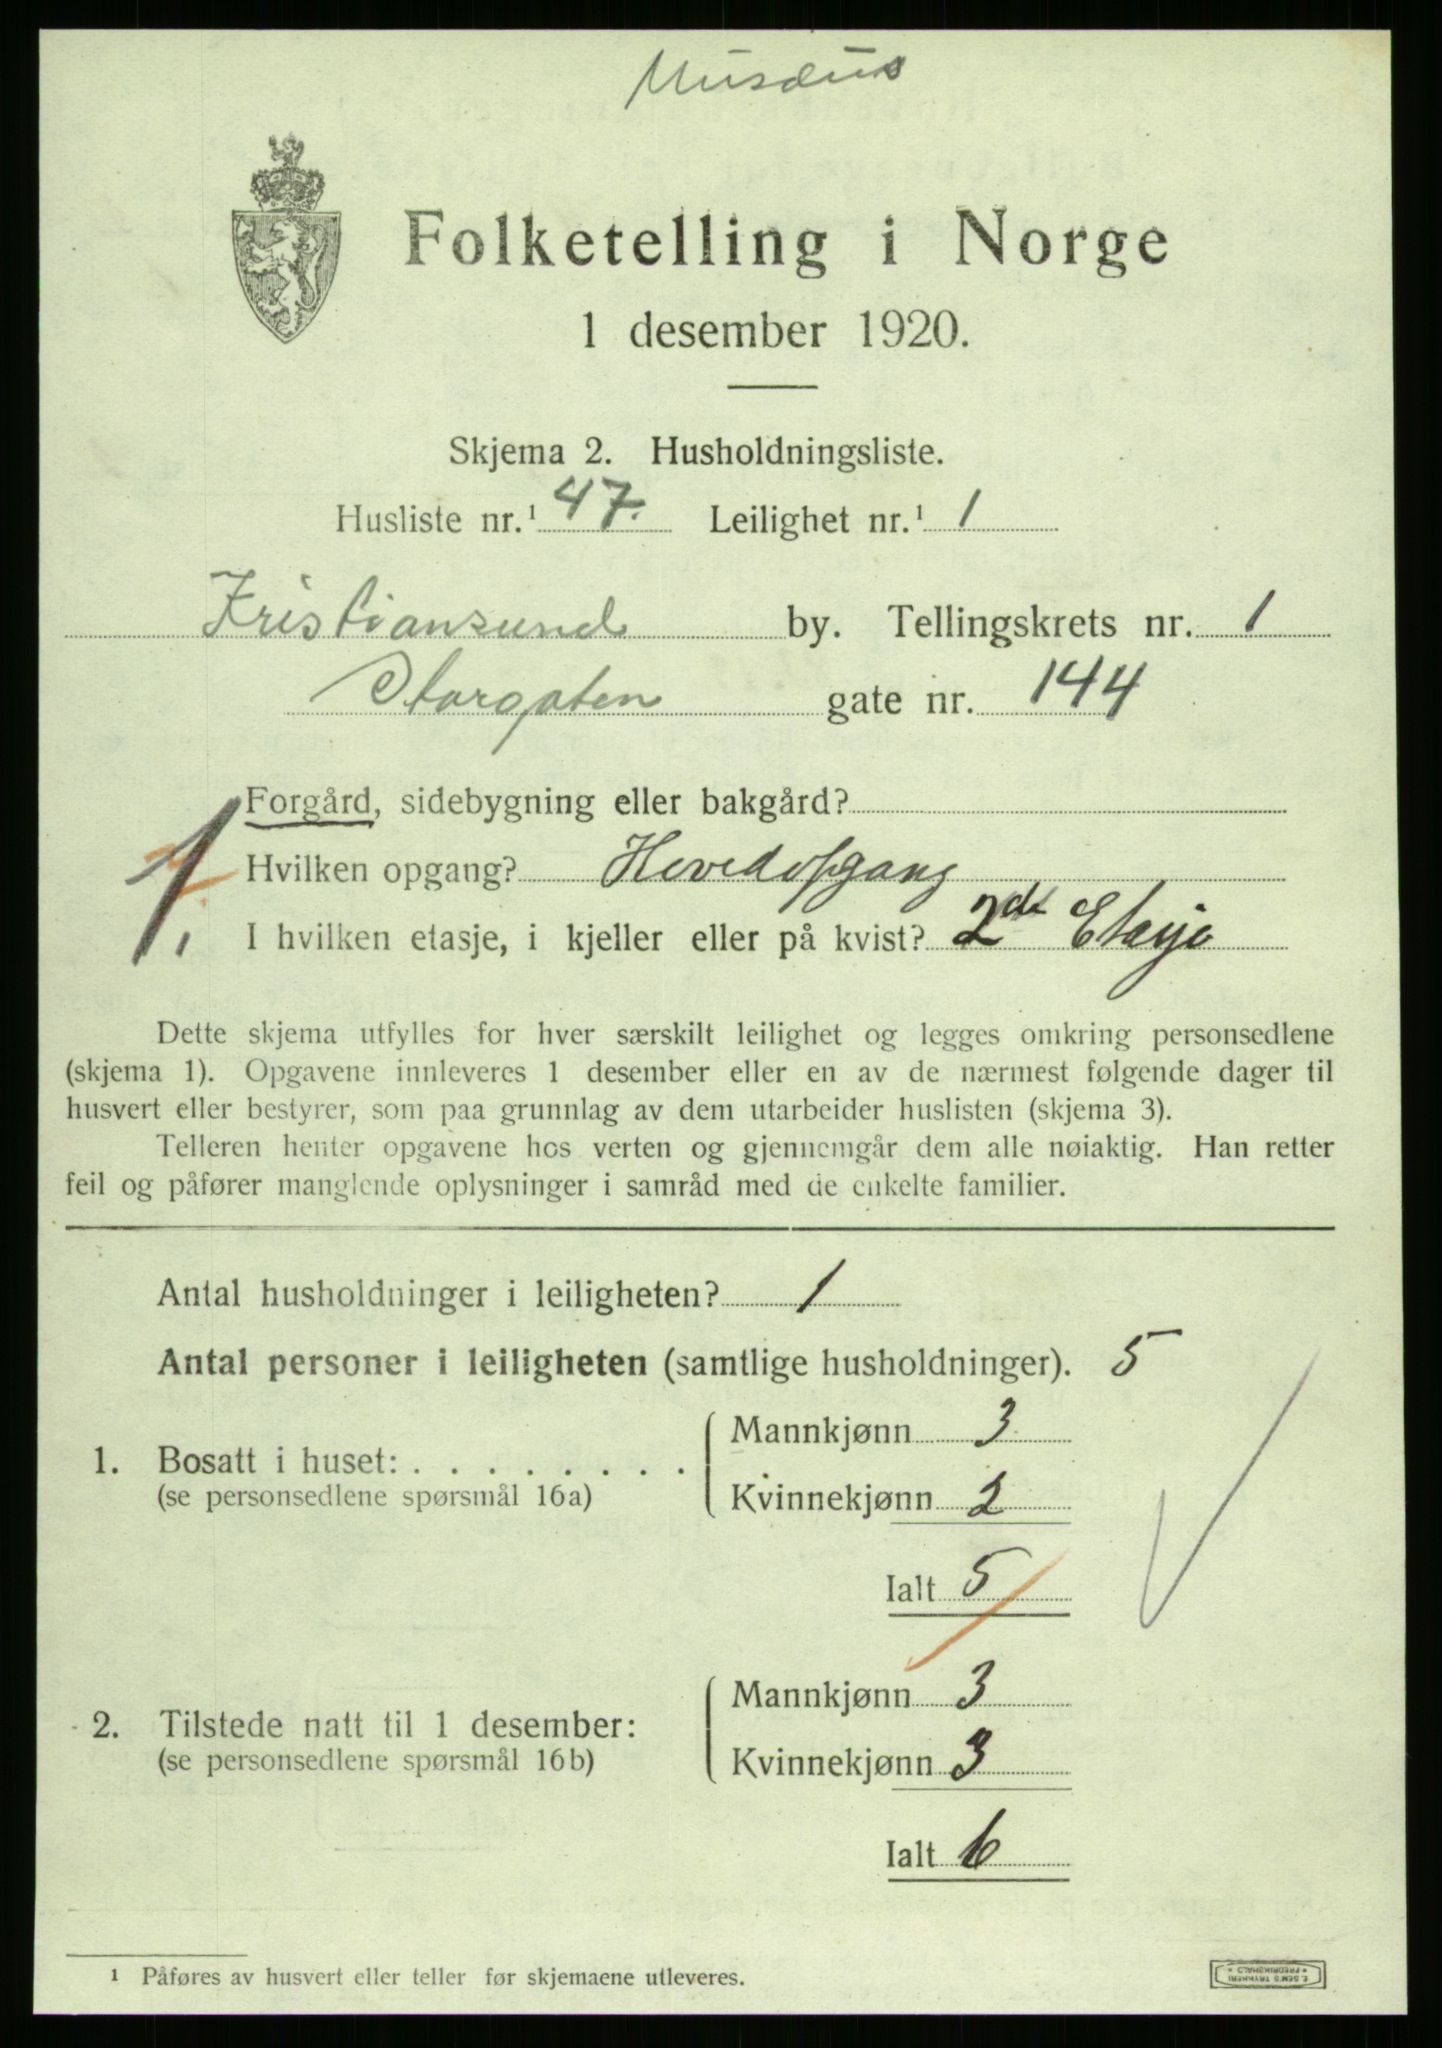 Musæus
Folketelling i Norge
1 desember 1920.
Skjema 2. Husholdningsliste.
Husliste nr.¹ 47. Leilighet nr.¹ 1
Kristiansund by. Tellingskrets nr. 1
Storgaten gate nr. 144
Forgård, sidebygning eller bakgård?
1.
Hvilken opgang? Hovedopgang
I hvilken etasje, i kjeller eller på kvist? 2de Etasje
Dette skjema utfylles for hver særskilt leilighet og legges omkring personsedlene
(skjema 1). Opgavene innleveres 1 desember eller en av de nærmest følgende dager til
husvert eller bestyrer, som paa grunnlag av dem utarbeider huslisten (skjema 3).
Telleren henter opgavene hos verten og gjennemgår dem alle nøiaktig. Han retter
feil og påfører manglende oplysninger i samråd med de enkelte familier.
Antal husholdninger i leiligheten? 1
Antal personer i leiligheten (samtlige husholdninger). 5
1. Bosatt i huset: . . . . . . . .
(se personsedlene spørsmål 16a)
Mannkjønn 3
Kvinnekjønn 2
Ialt 5
2. Tilstede natt til 1 desember:
(se personsedlene spørsmål 16b)
Mannkjønn 3
Kvinnekjønn 3
Ialt 6
¹ Påføres av husvert eller teller før skjemaene utleveres.
E. SEM'S TRYKKERI
* FREDRIKSHALD *